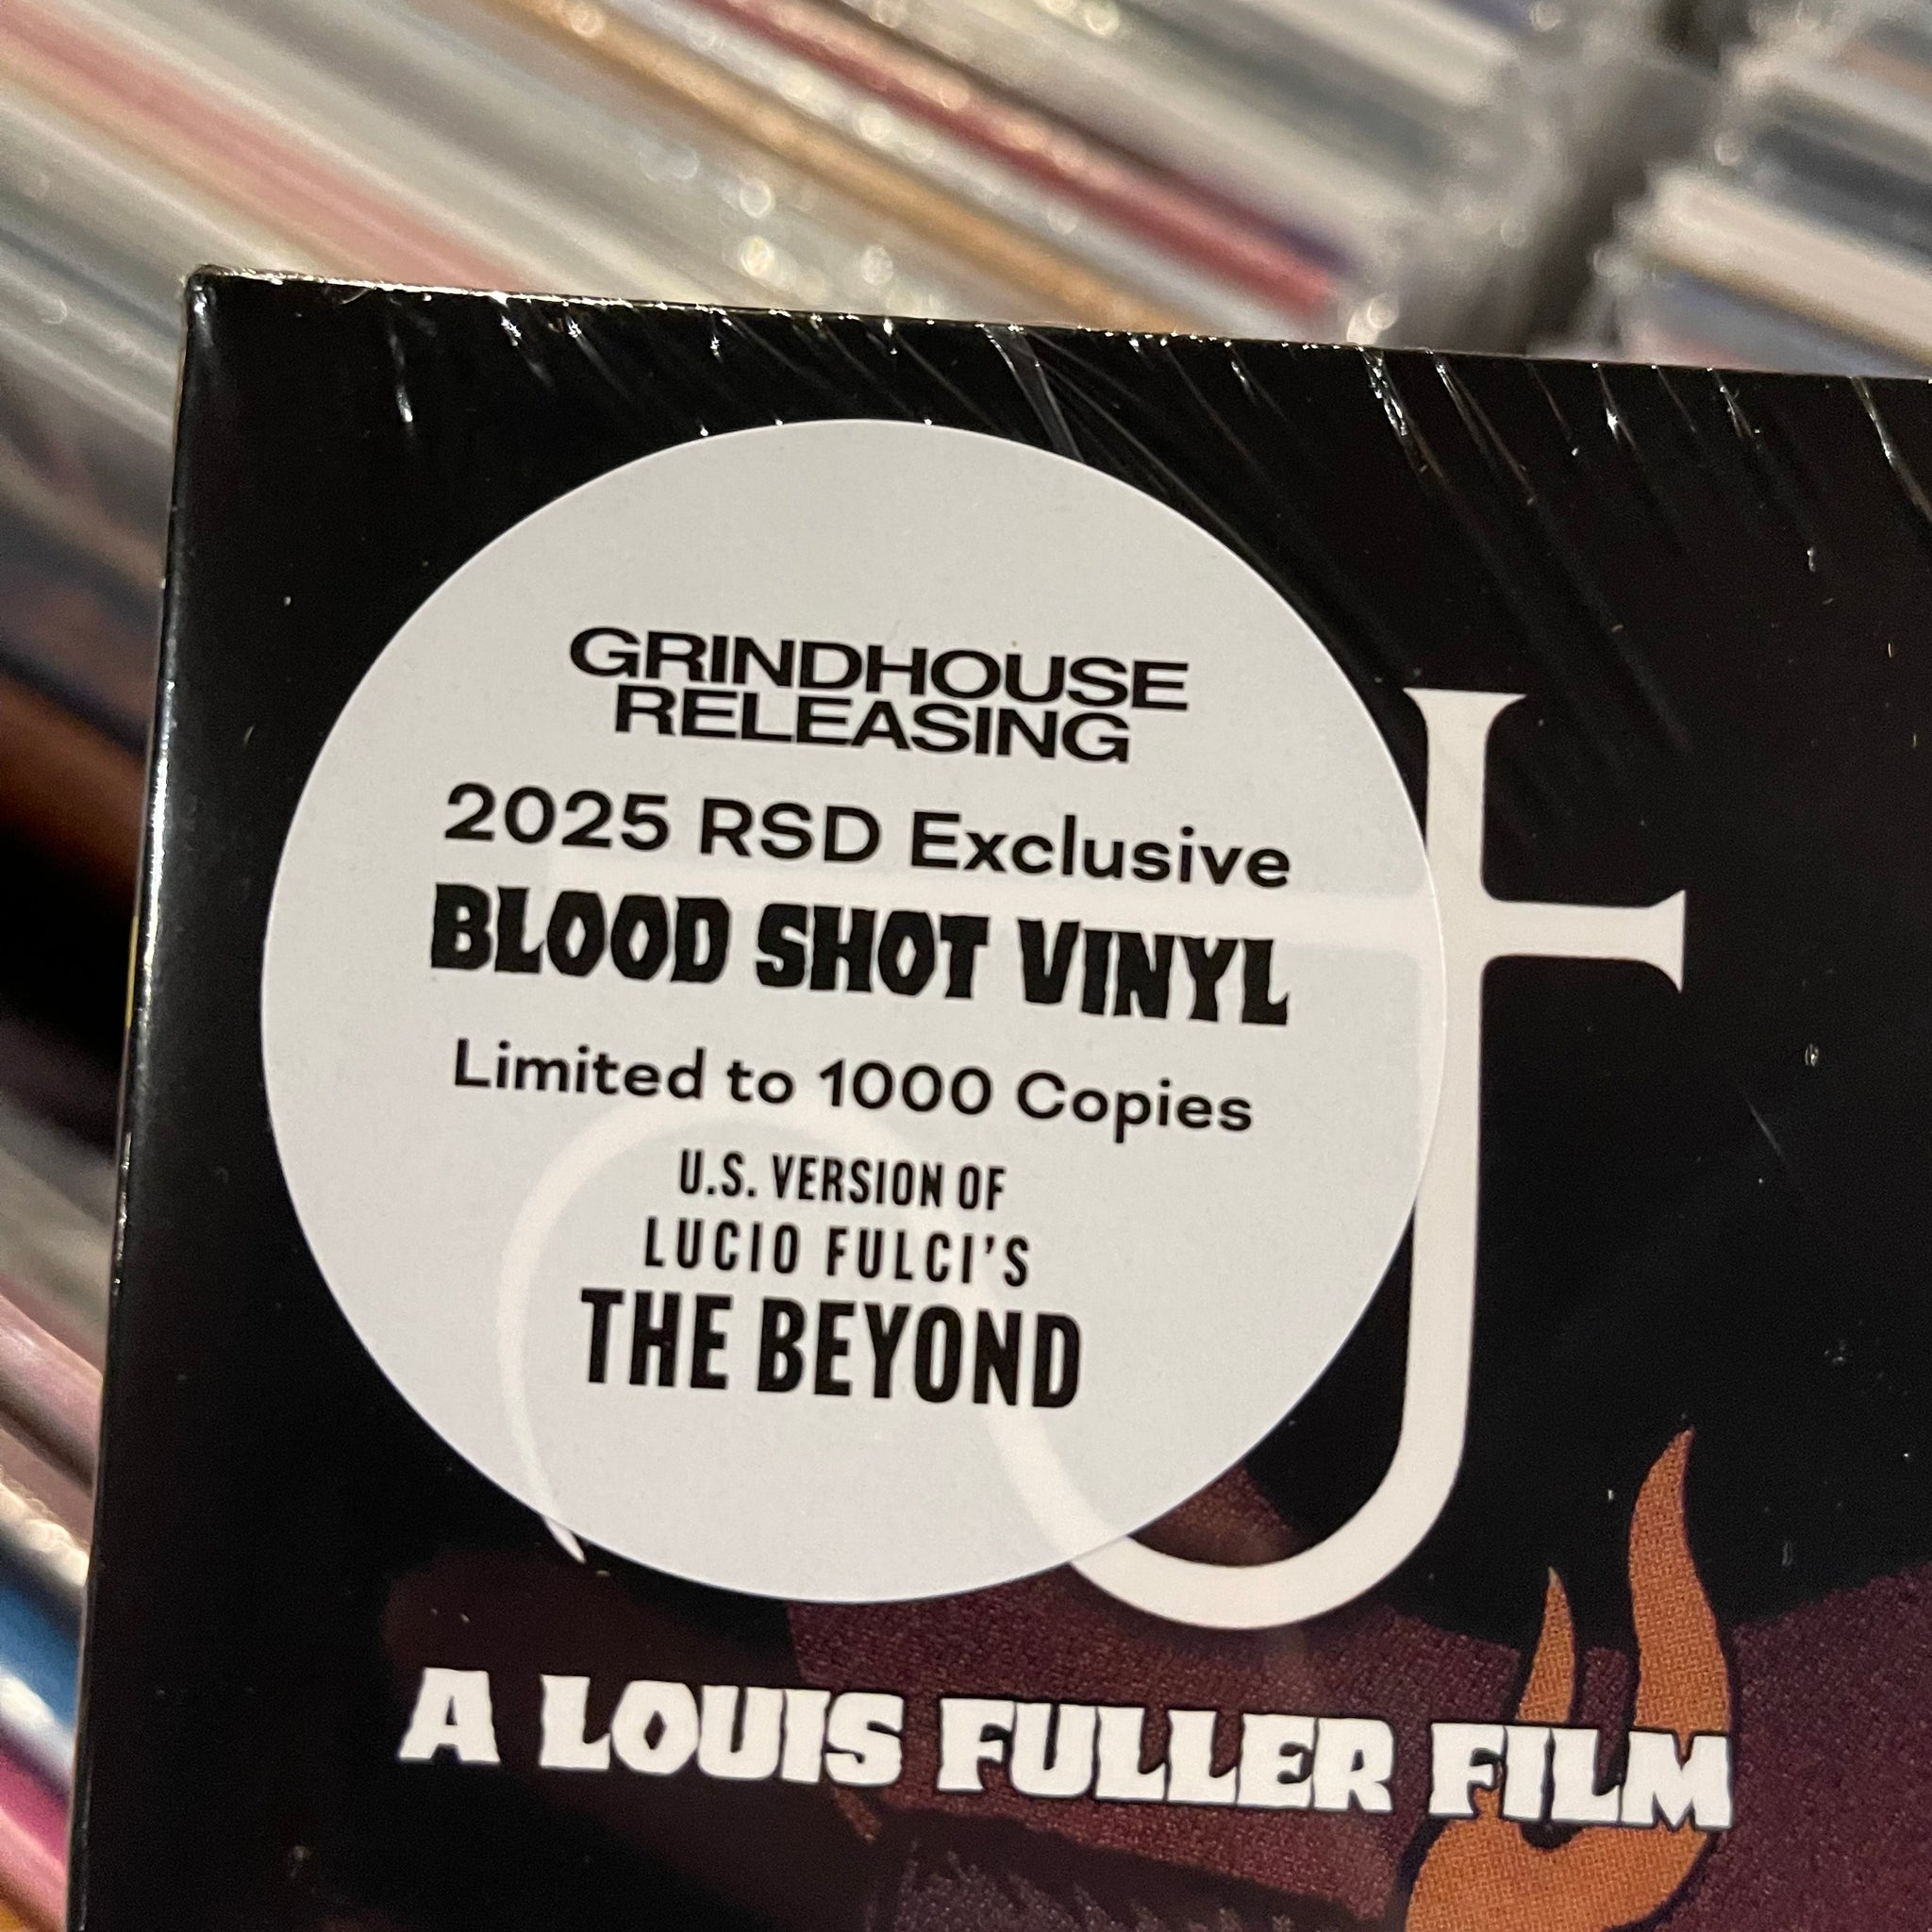 GRINDHOUSE
RELEASING
2025 RSD Exclusive
BLOOD SHOT VINYL
Limited to 1000 Copies
U.S. VERSION OF
LUCIO FULCI'S
THE BEYOND
A LOUIS FULLER FILM